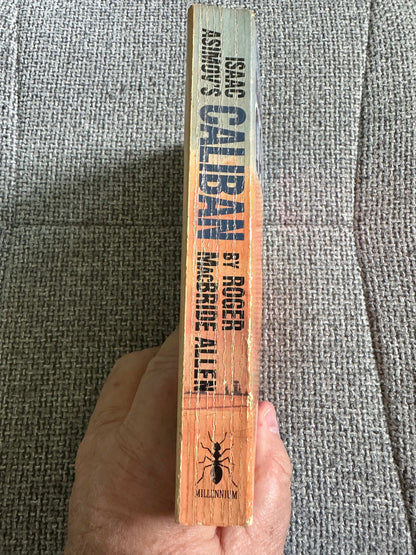 ISAAC
ASIMOV'S
CALIBAN
BY ROGER
MACBRIDE ALLEN
MILLENNIUM